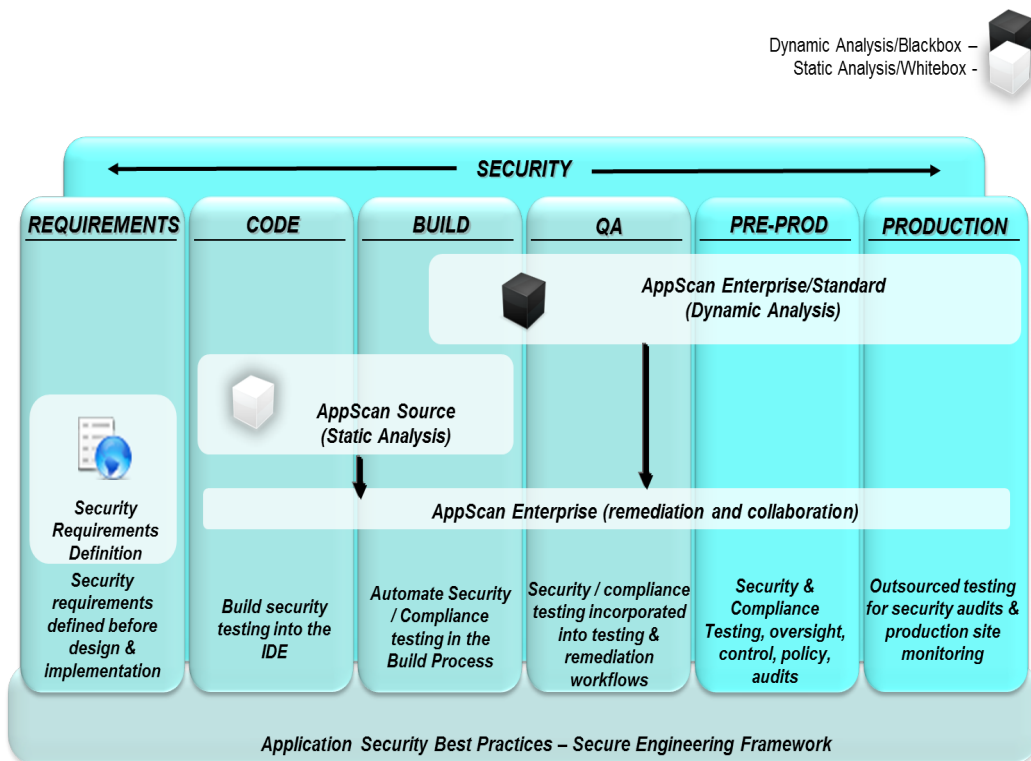 Dynamic Analysis/Blackbox –
Static Analysis/Whitebox -
SECURITY
REQUIREMENTS
CODE
BUILD
QA
PRE-PROD
PRODUCTION
AppScan Enterprise/Standard
(Dynamic Analysis)
AppScan Source
(Static Analysis)
Security
Requirements
Definition
AppScan Enterprise (remediation and collaboration)
Security
requirements
defined before
design &
implementation
Build security
testing into the
IDE
Automate Security
/ Compliance
testing in the
Build Process
Security / compliance
testing incorporated
into testing &
remediation
workflows
Security &
Compliance
Testing, oversight,
control, policy,
audits
Outsourced testing
for security audits &
production site
monitoring
Application Security Best Practices – Secure Engineering Framework